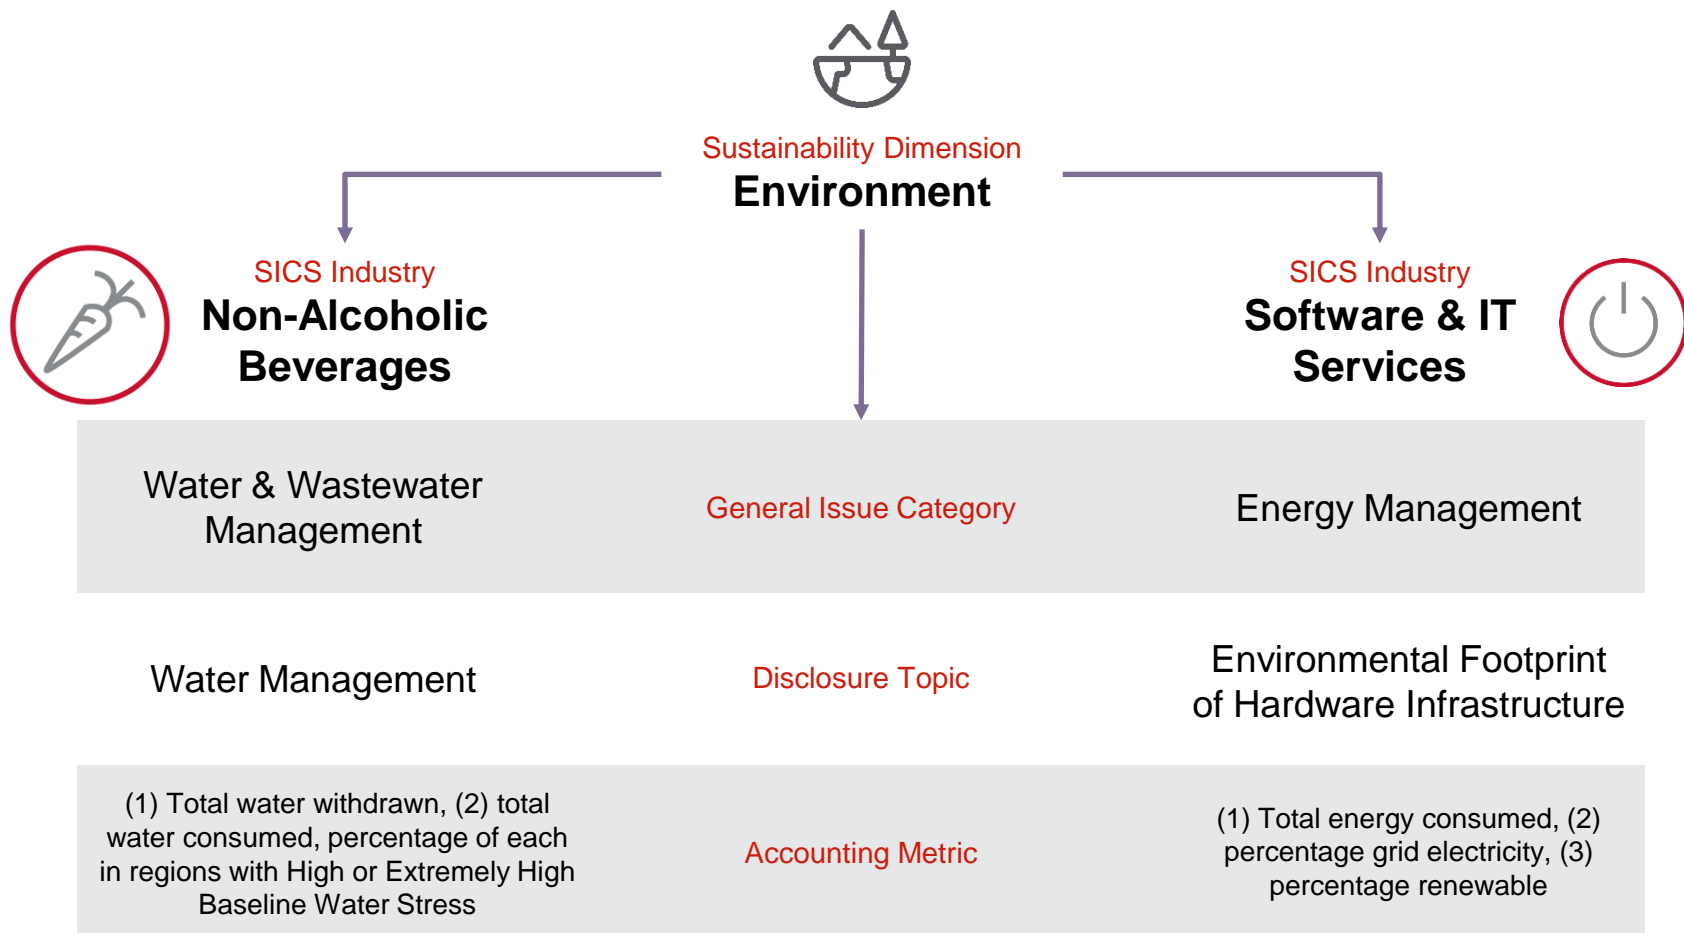 Sustainability Dimension
Environment
SICS Industry
Non-Alcoholic
Beverages
SICS Industry
Software & IT
Services
Water & Wastewater
Management
General Issue Category
Energy Management
Water Management
Disclosure Topic
Environmental Footprint
of Hardware Infrastructure
(1) Total water withdrawn, (2) total
water consumed, percentage of each
in regions with High or Extremely High
Baseline Water Stress
Accounting Metric
(1) Total energy consumed, (2)
percentage grid electricity, (3)
percentage renewable